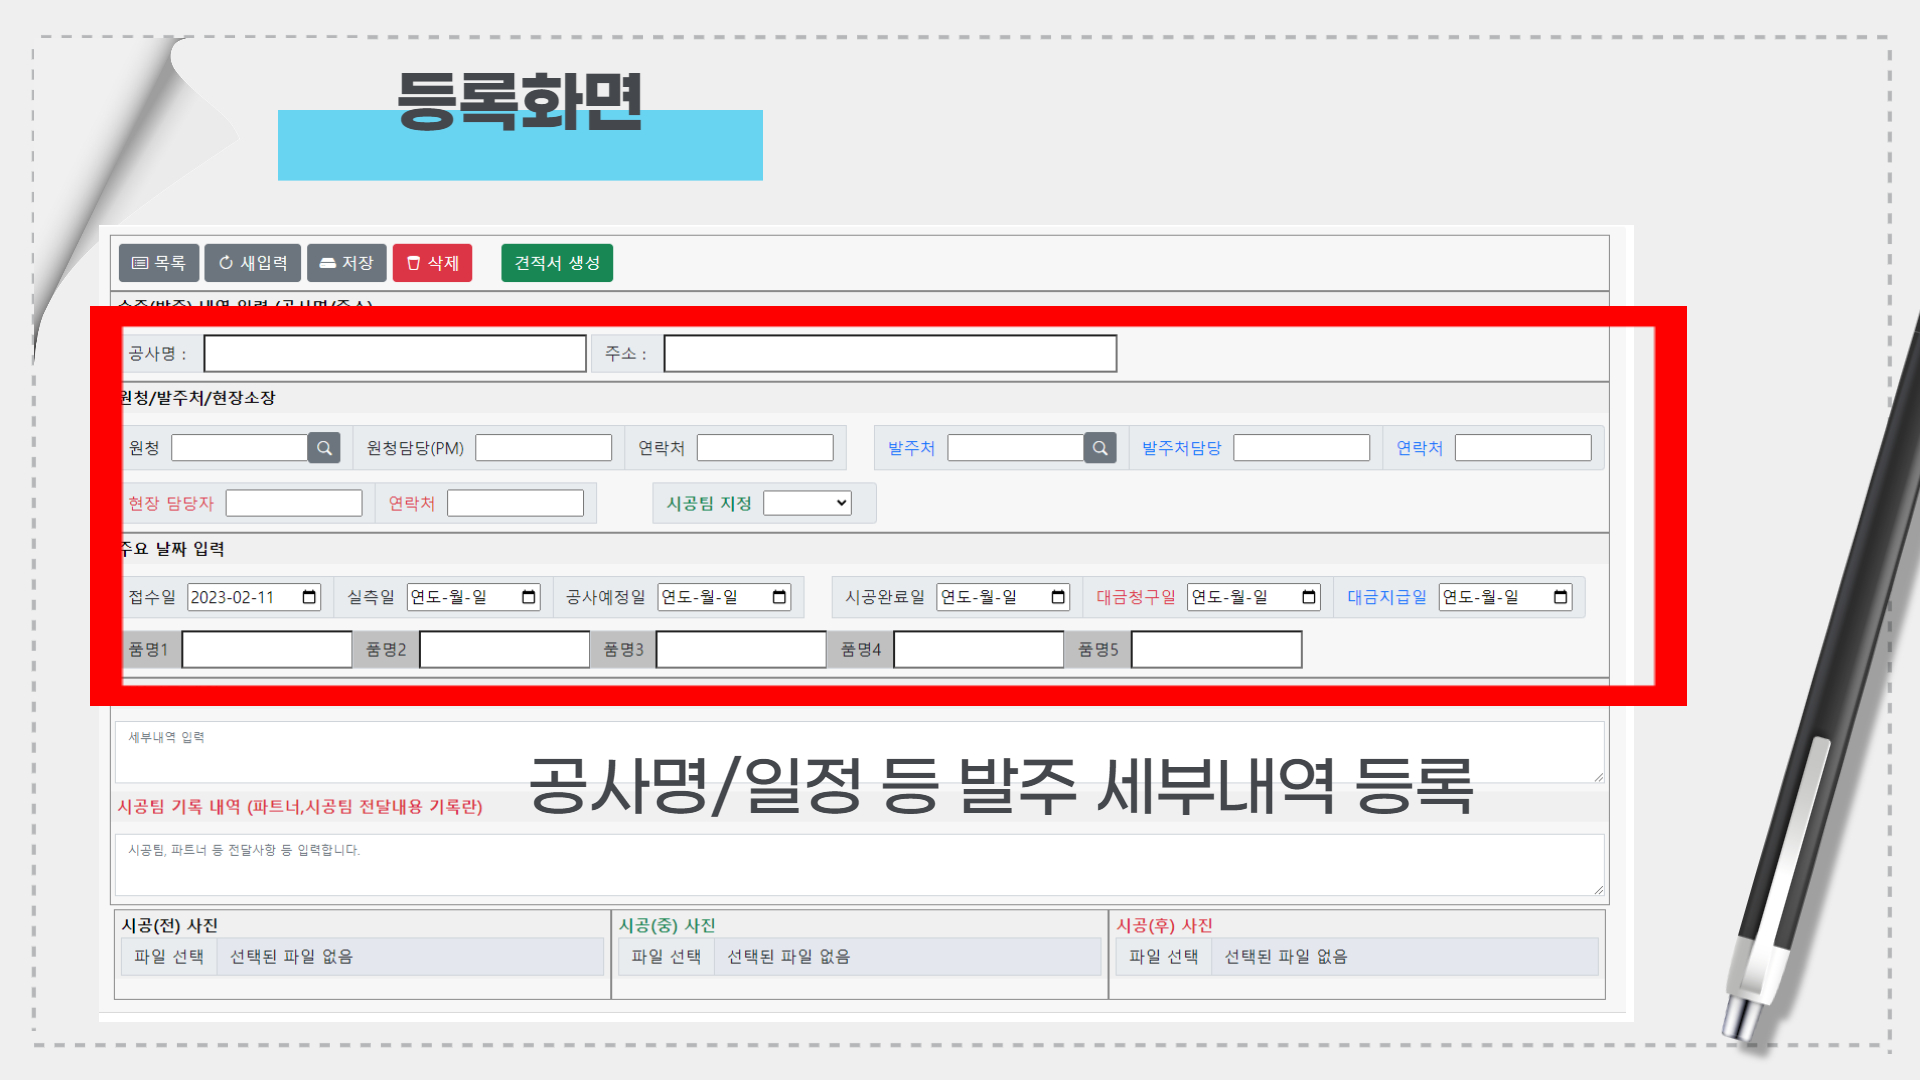 등록화면
목록 새입력 저장 삭제 견적서 생성
공사명 : 주소 :
원청/발주처/현장소장
원청 원청담당(PM) 연락처 발주처 발주처담당 연락처
현장 담당자 연락처 시공팀 지정
주요 날짜 입력
접수일 2023-02-11 실측일 연도-월-일 공사예정일 연도-월-일 시공완료일 연도-월-일 대금청구일 연도-월-일 대금지급일 연도-월-일
품명1 품명2 품명3 품명4 품명5
세부내역 입력
공사명/일정 등 발주 세부내역 등록
시공팀 기록 내역 (파트너,시공팀 전달내용 기록란)
시공팀, 파트너 등 전달사항 등 입력합니다.
시공(전) 사진 시공(중) 사진 시공(후) 사진
파일 선택 선택된 파일 없음 파일 선택 선택된 파일 없음 파일 선택 선택된 파일 없음